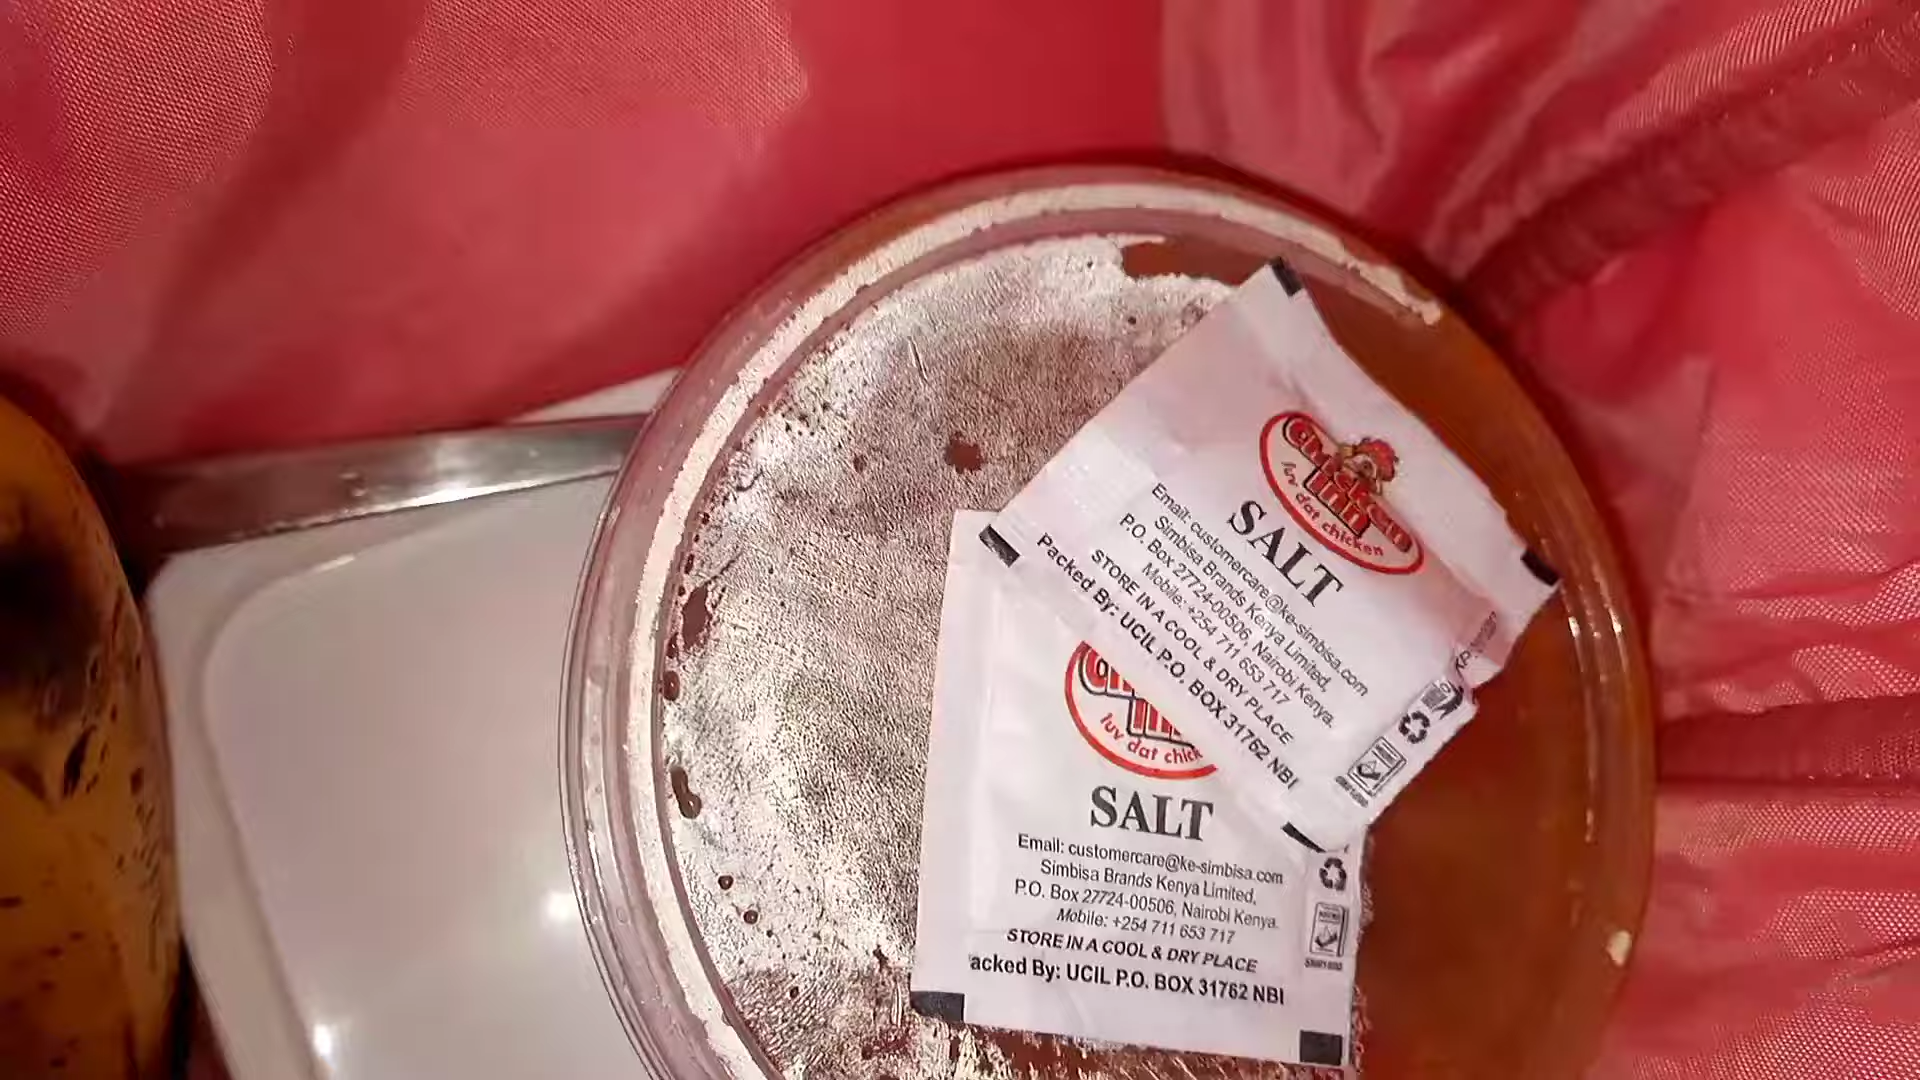 Chicken
Inn
luv dat chicken
SALT
Email: customercare@ke-simbisa.com
Simbisa Brands Kenya Limited,
P.O. Box 27724-00506, Nairobi Kenya.
Mobile: +254 711 653 717
STORE IN A COOL & DRY PLACE
Packed By: UCIL P.O. BOX 31762 NBI
luv dat chick
SALT
Email: customercare@ke-simbisa.com
Simbisa Brands Kenya Limited,
P.O. Box 27724-00506, Nairobi Kenya.
Mobile: +254 711 653 717
STORE IN A COOL & DRY PLACE
acked By: UCIL P.O. BOX 31762 NBI